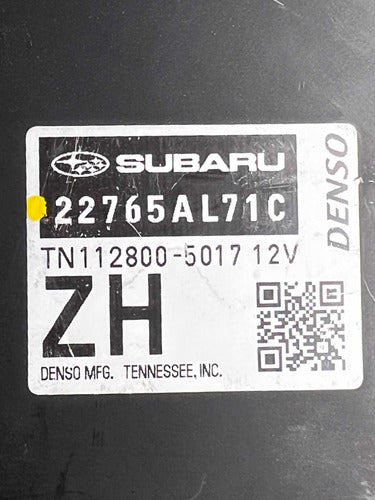 SUBARU
22765AL71C
DENSO
TN112800-5017 12V
ZH
DENSO MFG. TENNESSEE, INC.